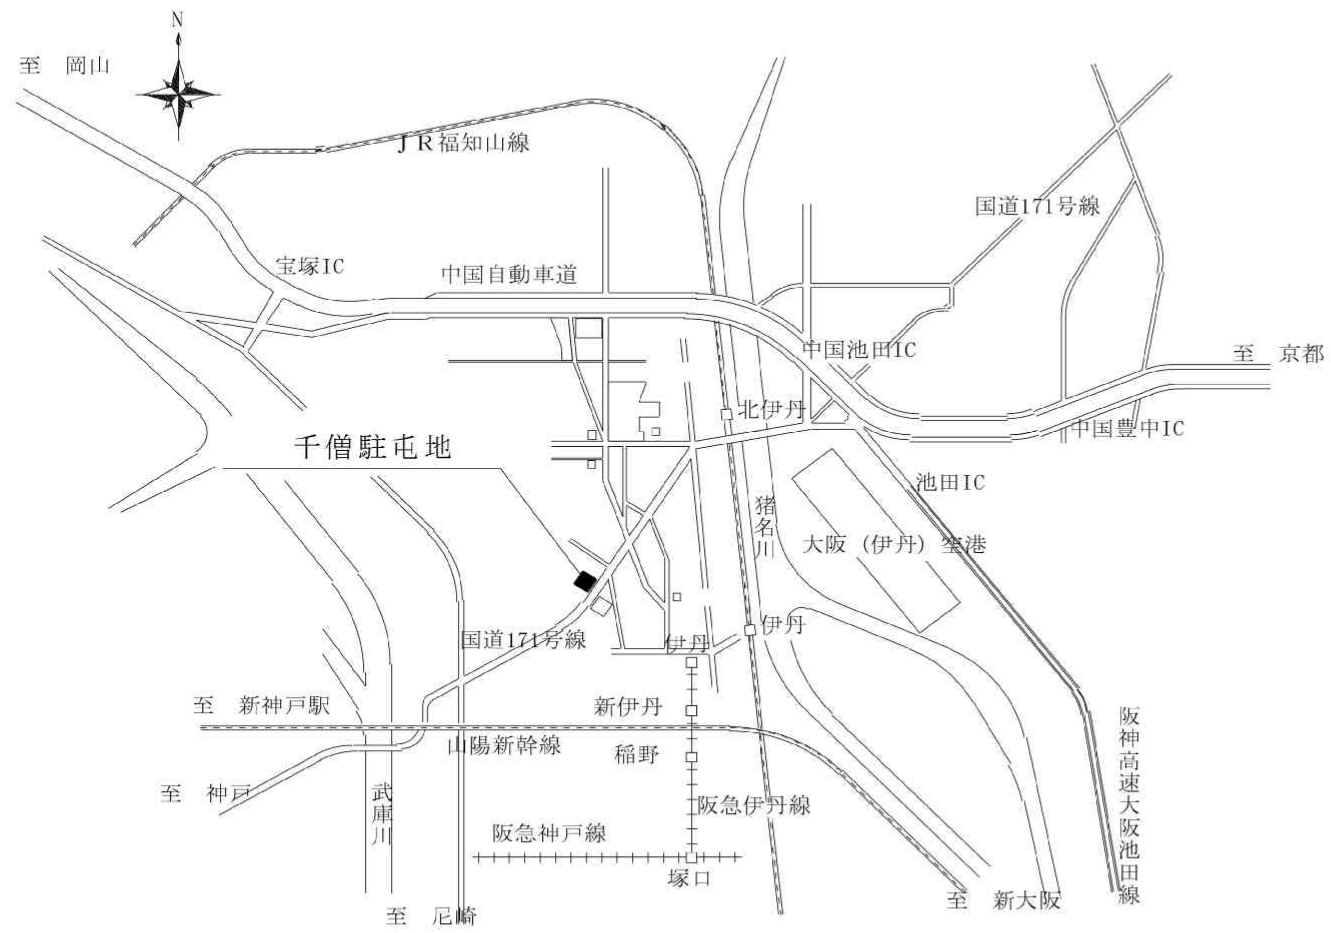 N
至　岡山
ＪＲ福知山線
国道171号線
宝塚IC
中国自動車道
中国池田IC
至　京都
北伊丹
中国豊中IC
千僧駐屯地
池田IC
猪名川
大阪（伊丹）空港
国道171号線
伊丹
伊丹
至　新神戸駅
新伊丹
山陽新幹線
稲野
阪神高速大阪池田線
至　神戸
武庫川
阪急伊丹線
阪急神戸線
塚口
至　尼崎
至　新大阪